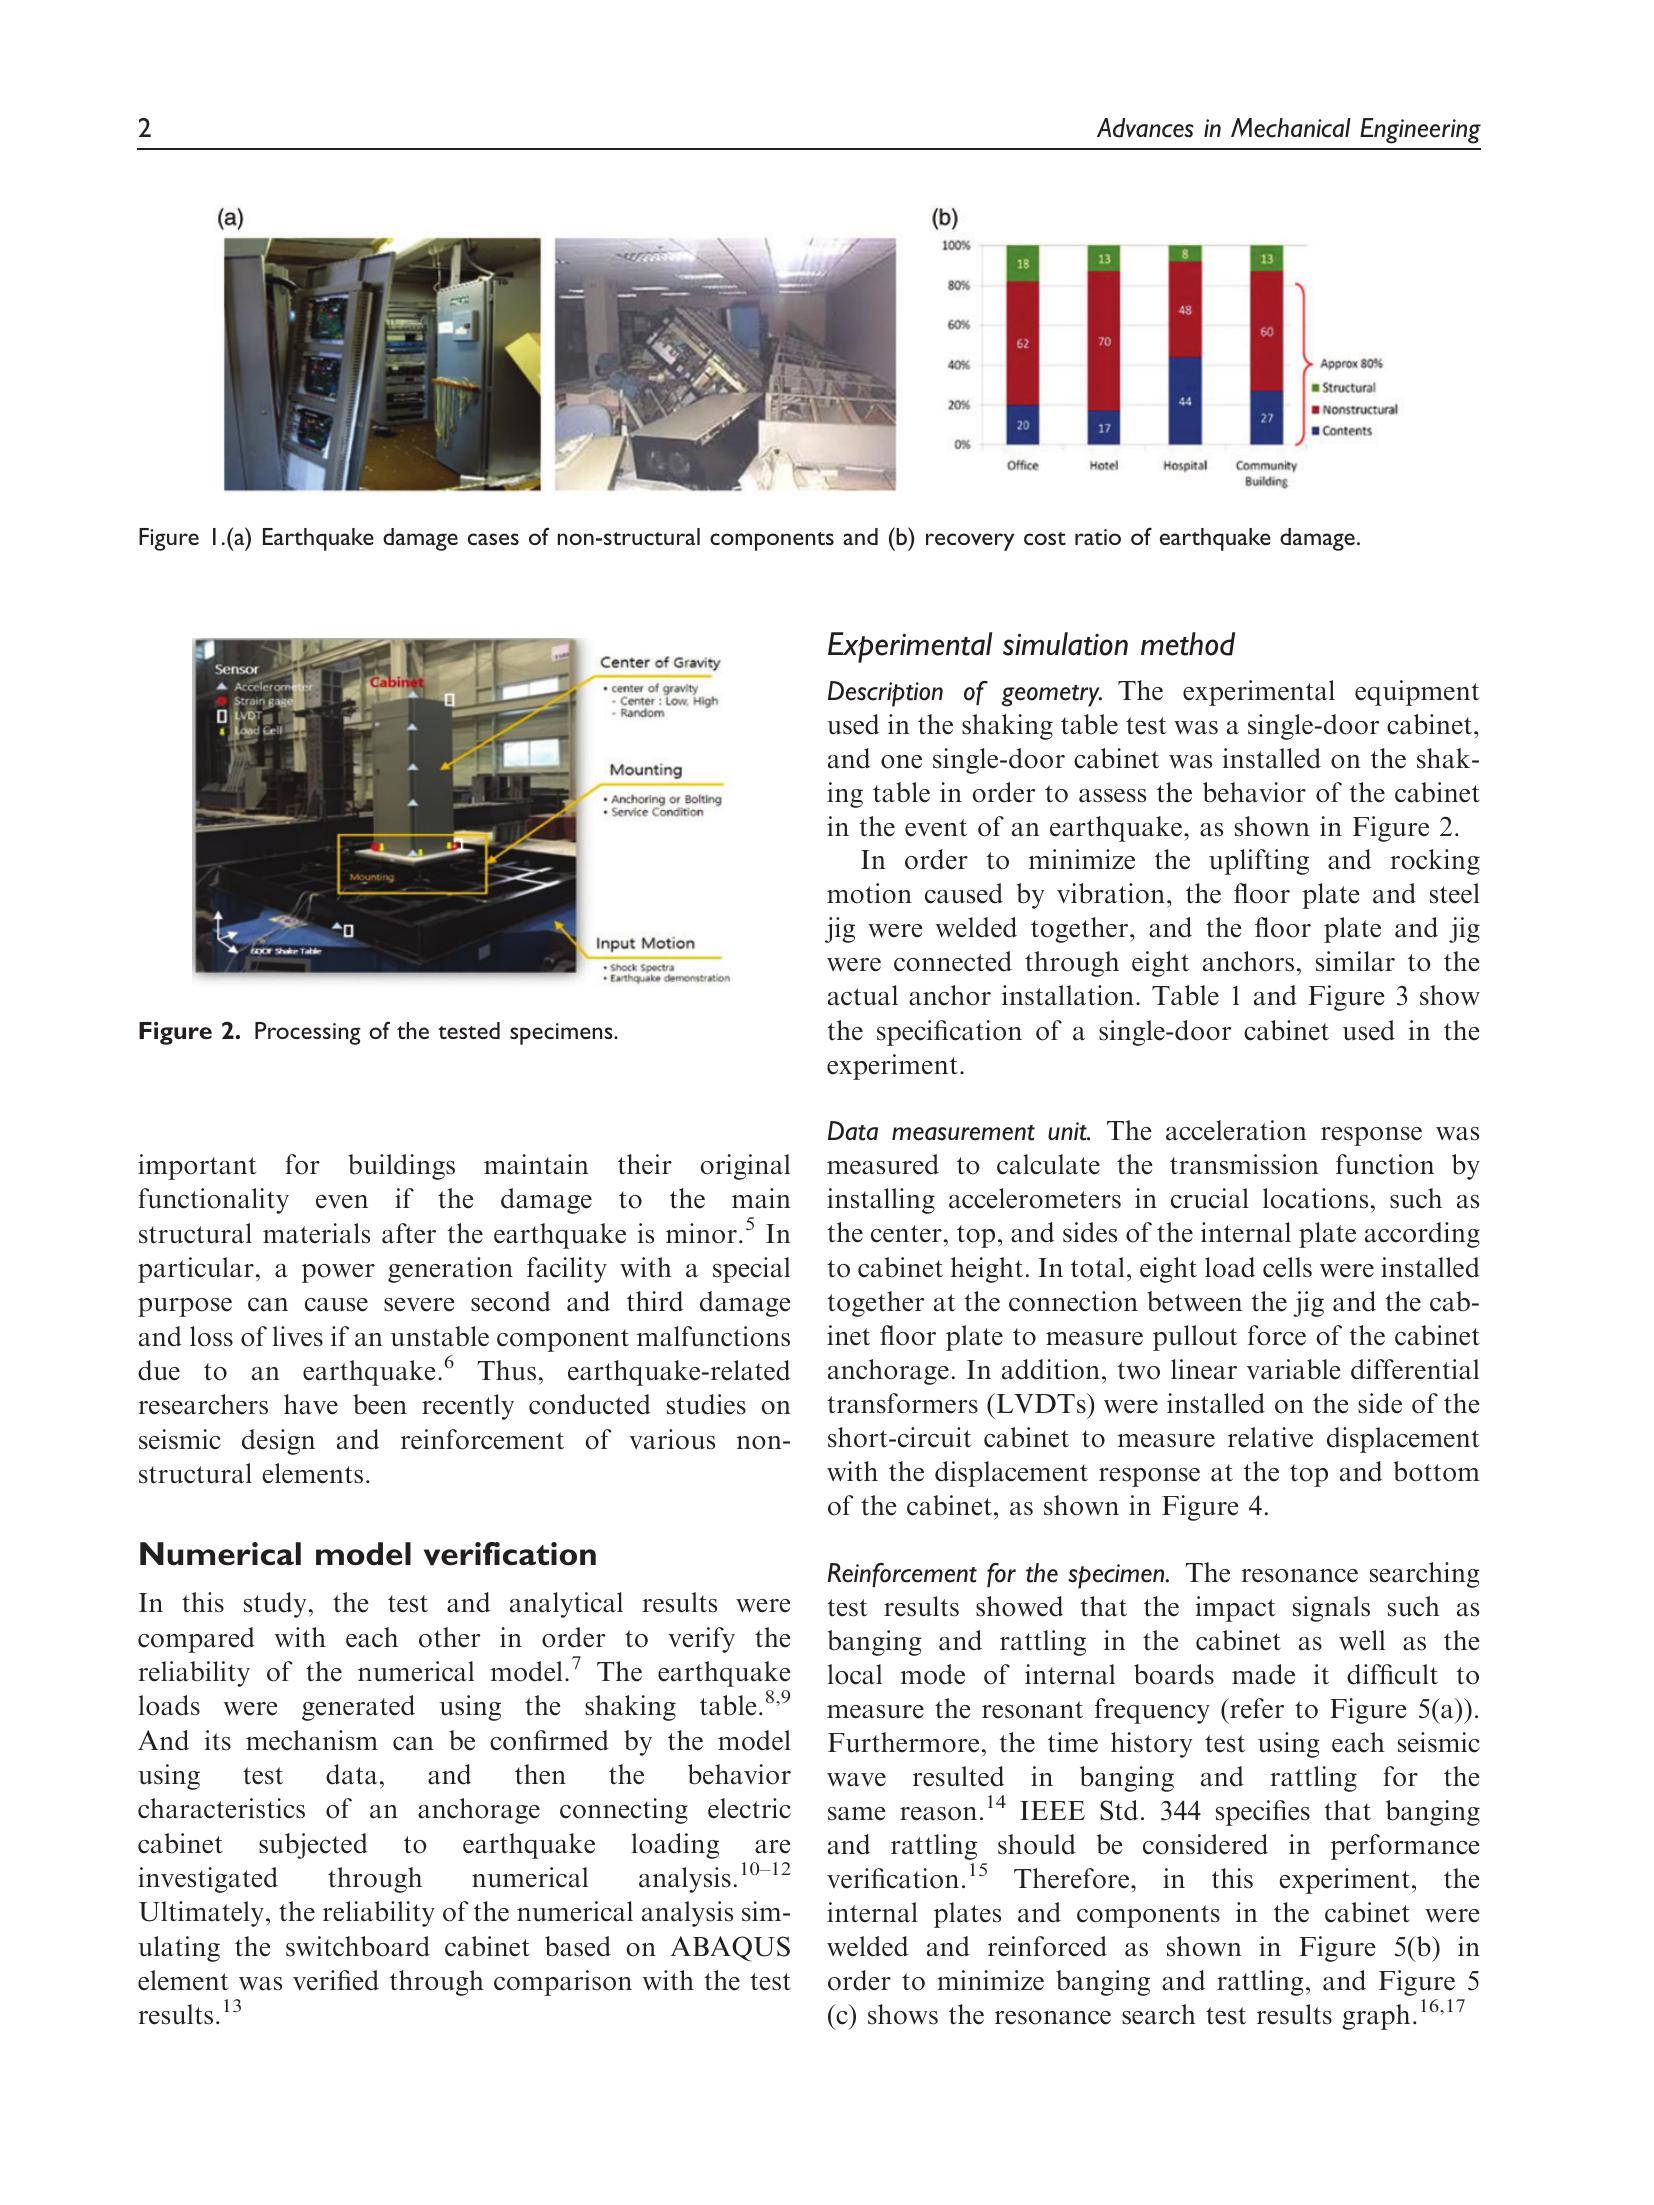 2
Advances in Mechanical Engineering
(a)
(b)
100%
80%
60%
40%
20%
0%
18
62
20
13
70
17
8
48
44
13
60
27
Approx 80%
Structural
Nonstructural
Contents
Office
Hotel
Hospital
Community
Building
Figure 1.(a) Earthquake damage cases of non-structural components and (b) recovery cost ratio of earthquake damage.
Sensor
Accelerometer
Strain gage
LVDT
Load Cell
Cabinet
Mounting
6DOF Shake Table
Center of Gravity
• center of gravity
- Center : Low, High
- Random
Mounting
• Anchoring or Bolting
• Service Condition
Input Motion
• Shock Spectra
• Earthquake demonstration
Figure 2. Processing of the tested specimens.
important for buildings maintain their original
functionality even if the damage to the main
structural materials after the earthquake is minor.5 In
particular, a power generation facility with a special
purpose can cause severe second and third damage
and loss of lives if an unstable component malfunctions
due to an earthquake.6 Thus, earthquake-related
researchers have been recently conducted studies on
seismic design and reinforcement of various non-
structural elements.
Numerical model verification
In this study, the test and analytical results were
compared with each other in order to verify the
reliability of the numerical model.7 The earthquake
loads were generated using the shaking table.8,9
And its mechanism can be confirmed by the model
using test data, and then the behavior
characteristics of an anchorage connecting electric
cabinet subjected to earthquake loading are
investigated through numerical analysis.10–12
Ultimately, the reliability of the numerical analysis sim-
ulating the switchboard cabinet based on ABAQUS
element was verified through comparison with the test
results.13
Experimental simulation method
Description of geometry. The experimental equipment
used in the shaking table test was a single-door cabinet,
and one single-door cabinet was installed on the shak-
ing table in order to assess the behavior of the cabinet
in the event of an earthquake, as shown in Figure 2.
In order to minimize the uplifting and rocking
motion caused by vibration, the floor plate and steel
jig were welded together, and the floor plate and jig
were connected through eight anchors, similar to the
actual anchor installation. Table 1 and Figure 3 show
the specification of a single-door cabinet used in the
experiment.
Data measurement unit. The acceleration response was
measured to calculate the transmission function by
installing accelerometers in crucial locations, such as
the center, top, and sides of the internal plate according
to cabinet height. In total, eight load cells were installed
together at the connection between the jig and the cab-
inet floor plate to measure pullout force of the cabinet
anchorage. In addition, two linear variable differential
transformers (LVDTs) were installed on the side of the
short-circuit cabinet to measure relative displacement
with the displacement response at the top and bottom
of the cabinet, as shown in Figure 4.
Reinforcement for the specimen. The resonance searching
test results showed that the impact signals such as
banging and rattling in the cabinet as well as the
local mode of internal boards made it difficult to
measure the resonant frequency (refer to Figure 5(a)).
Furthermore, the time history test using each seismic
wave resulted in banging and rattling for the
same reason.14 IEEE Std. 344 specifies that banging
and rattling should be considered in performance
verification.15 Therefore, in this experiment, the
internal plates and components in the cabinet were
welded and reinforced as shown in Figure 5(b) in
order to minimize banging and rattling, and Figure 5
(c) shows the resonance search test results graph.16,17